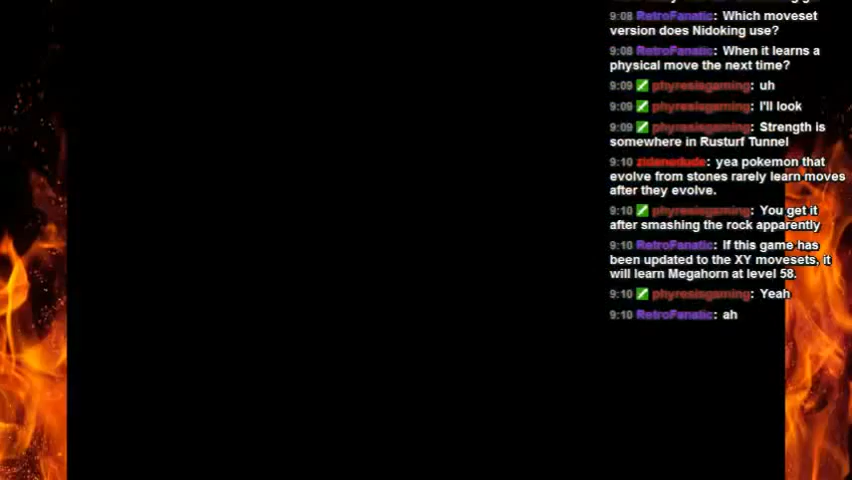 9:08 RetroFanatic: Which moveset
version does Nidoking use?
9:08 RetroFanatic: When it learns a
physical move the next time?
9:09 phyresisgaming: uh
9:09 phyresisgaming: I'll look
9:09 phyresisgaming: Strength is
somewhere in Rusturf Tunnel
9:10 zidanedude: yea pokemon that
evolve from stones rarely learn moves
after they evolve.
9:10 phyresisgaming: You get it
after smashing the rock apparently
9:10 RetroFanatic: If this game has
been updated to the XY movesets, it
will learn Megahorn at level 58.
9:10 phyresisgaming: Yeah
9:10 RetroFanatic: ah